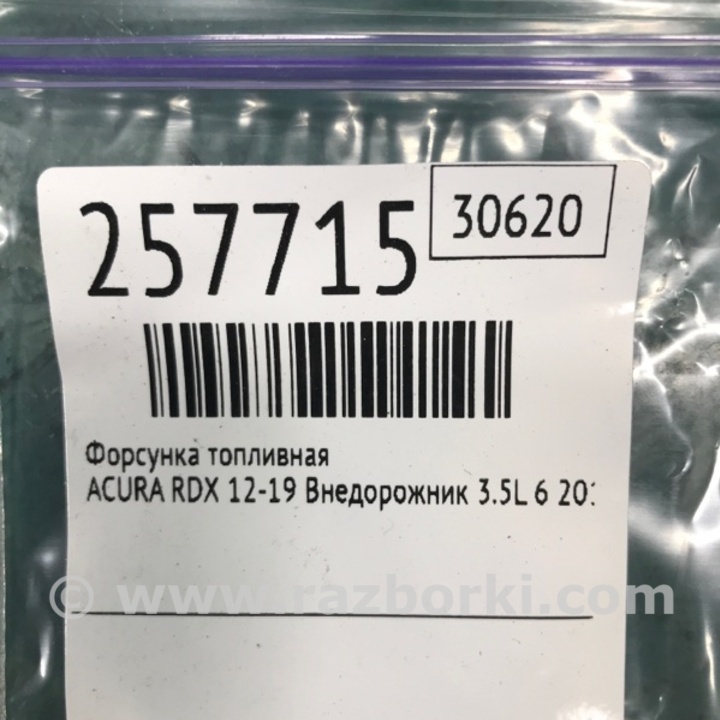 257715
30620
Форсунка топливная
ACURA RDX 12-19 Внедорожник 3.5L 6
© www.razborki.com